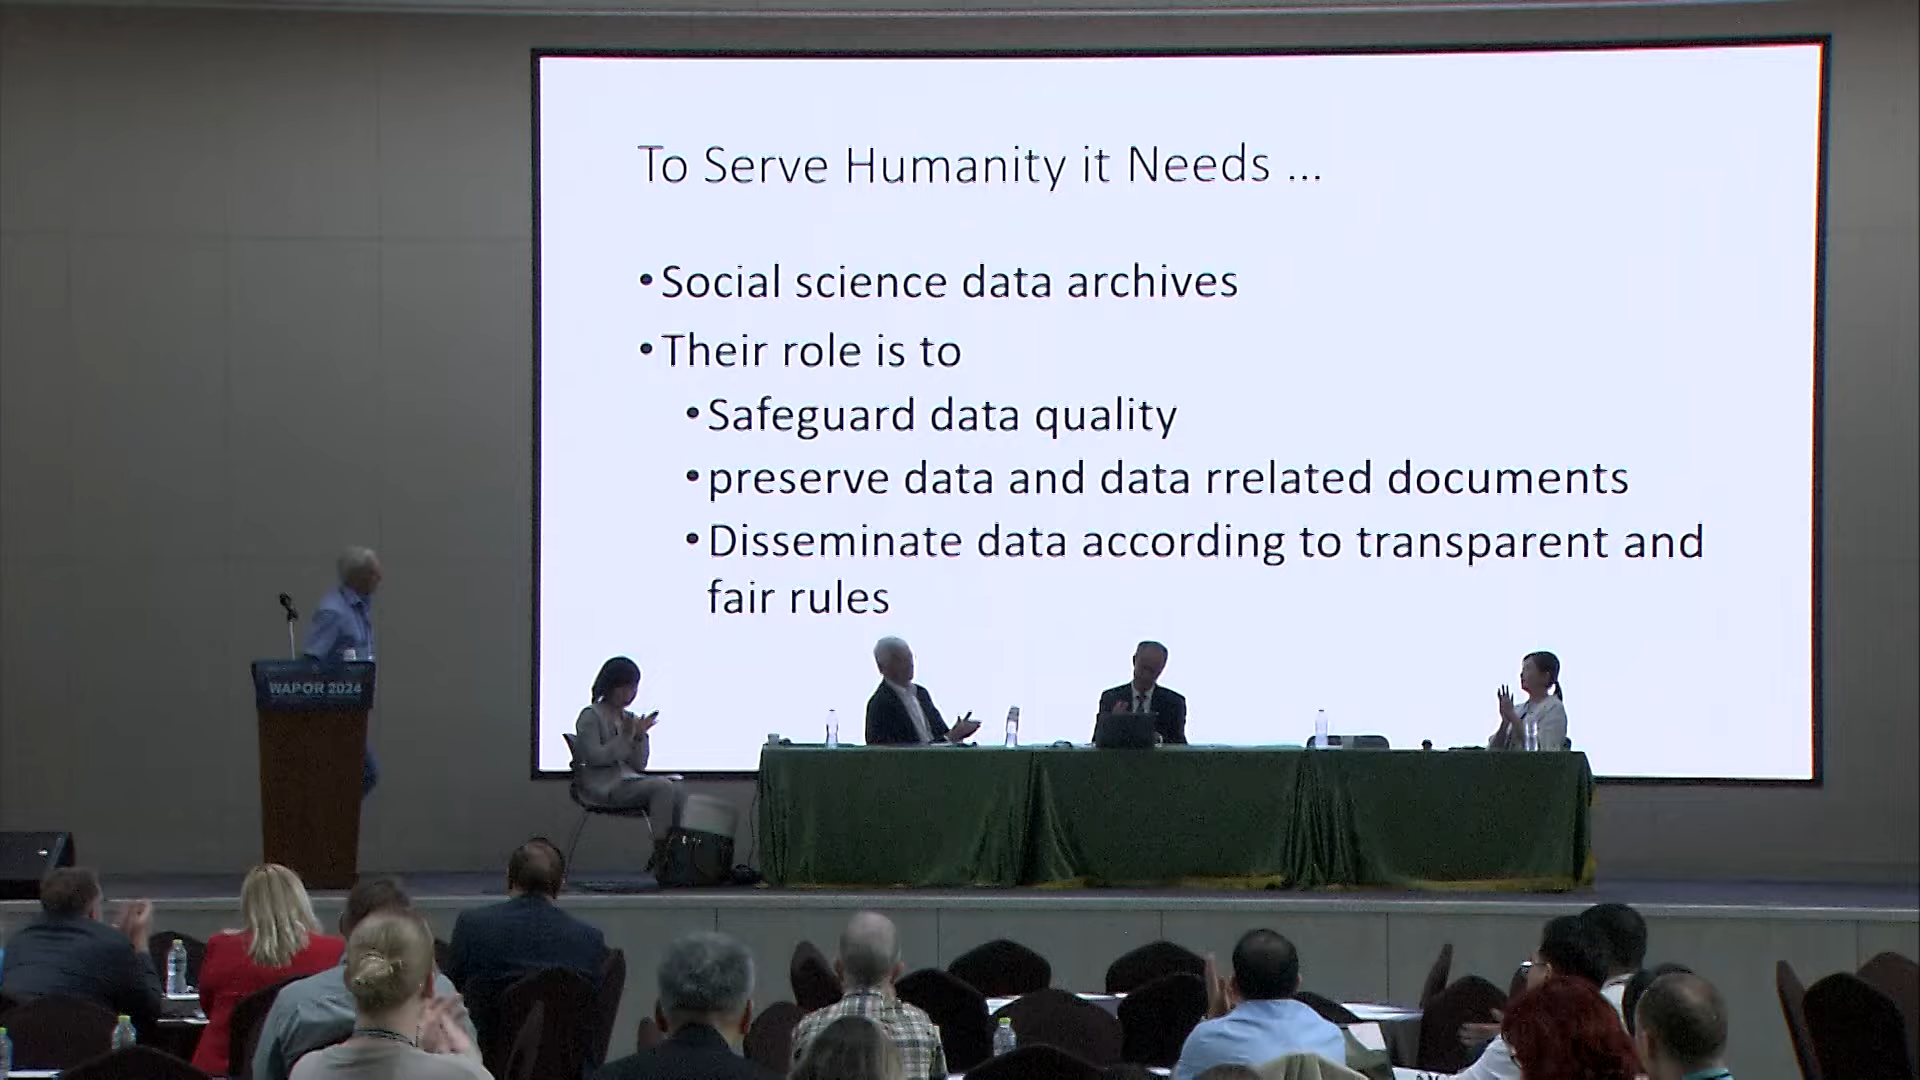 To Serve Humanity it Needs ...
•Social science data archives
•Their role is to
•Safeguard data quality
•preserve data and data rrelated documents
•Disseminate data according to transparent and
fair rules
WAPOR 2024